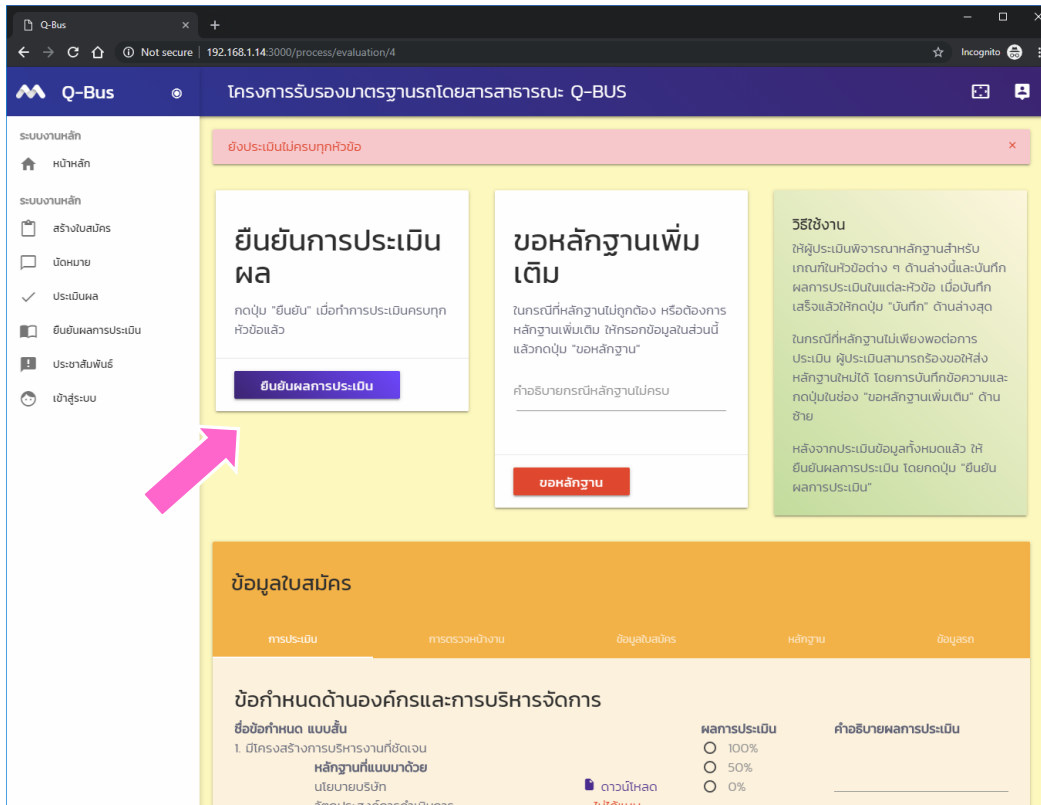 Q-Bus
Not secure | 192.168.1.14:3000/process/evaluation/4
Incognito
Q-Bus
โครงการรับรองมาตรฐานรถโดยสารสาธารณะ Q-BUS
ระบบงานหลัก
หน้าหลัก
ระบบงานหลัก
สร้างใบสมัคร
นัดหมาย
ประเมินผล
ยืนยันผลการประเมิน
ประชาสัมพันธ์
เข้าสู่ระบบ
ยังประเมินไม่ครบทุกหัวข้อ
ยืนยันการประเมิน
ผล
กดปุ่ม "ยืนยัน" เมื่อทำการประเมินครบทุก
หัวข้อแล้ว
ยืนยันผลการประเมิน
ขอหลักฐานเพิ่ม
เติม
ในกรณีที่หลักฐานไม่ถูกต้อง หรือต้องการ
หลักฐานเพิ่มเติม ให้กรอกข้อมูลในส่วนนี้
แล้วกดปุ่ม "ขอหลักฐาน"
คำอธิบายกรณีหลักฐานไม่ครบ
ขอหลักฐาน
วิธีใช้งาน
ให้ผู้ประเมินพิจารณาหลักฐานสำหรับ
เกณฑ์ในหัวข้อต่าง ๆ ด้านล่างนี้และบันทึก
ผลการประเมินในแต่ละหัวข้อ เมื่อบันทึก
เสร็จแล้วให้กดปุ่ม "บันทึก" ด้านล่างสุด
ในกรณีที่หลักฐานไม่เพียงพอต่อการ
ประเมิน ผู้ประเมินสามารถร้องขอให้ส่ง
หลักฐานใหม่ได้ โดยการบันทึกข้อความและ
กดปุ่มในช่อง "ขอหลักฐานเพิ่มเติม" ด้าน
ซ้าย
หลังจากประเมินข้อมูลทั้งหมดแล้ว ให้
ยืนยันผลการประเมิน โดยกดปุ่ม "ยืนยัน
ผลการประเมิน"
ข้อมูลใบสมัคร
การประเมิน การตรวจหน้างาน ข้อมูลใบสมัคร หลักฐาน ข้อมูลรถ
ข้อกำหนดด้านองค์กรและการบริหารจัดการ
ชื่อข้อกำหนด แบบสั้น ผลการประเมิน คำอธิบายผลการประเมิน
1. มีโครงสร้างการบริหารงานที่ชัดเจน 100%
หลักฐานที่แนบมาด้วย 50%
นโยบายบริษัท ดาวน์โหลด 0%